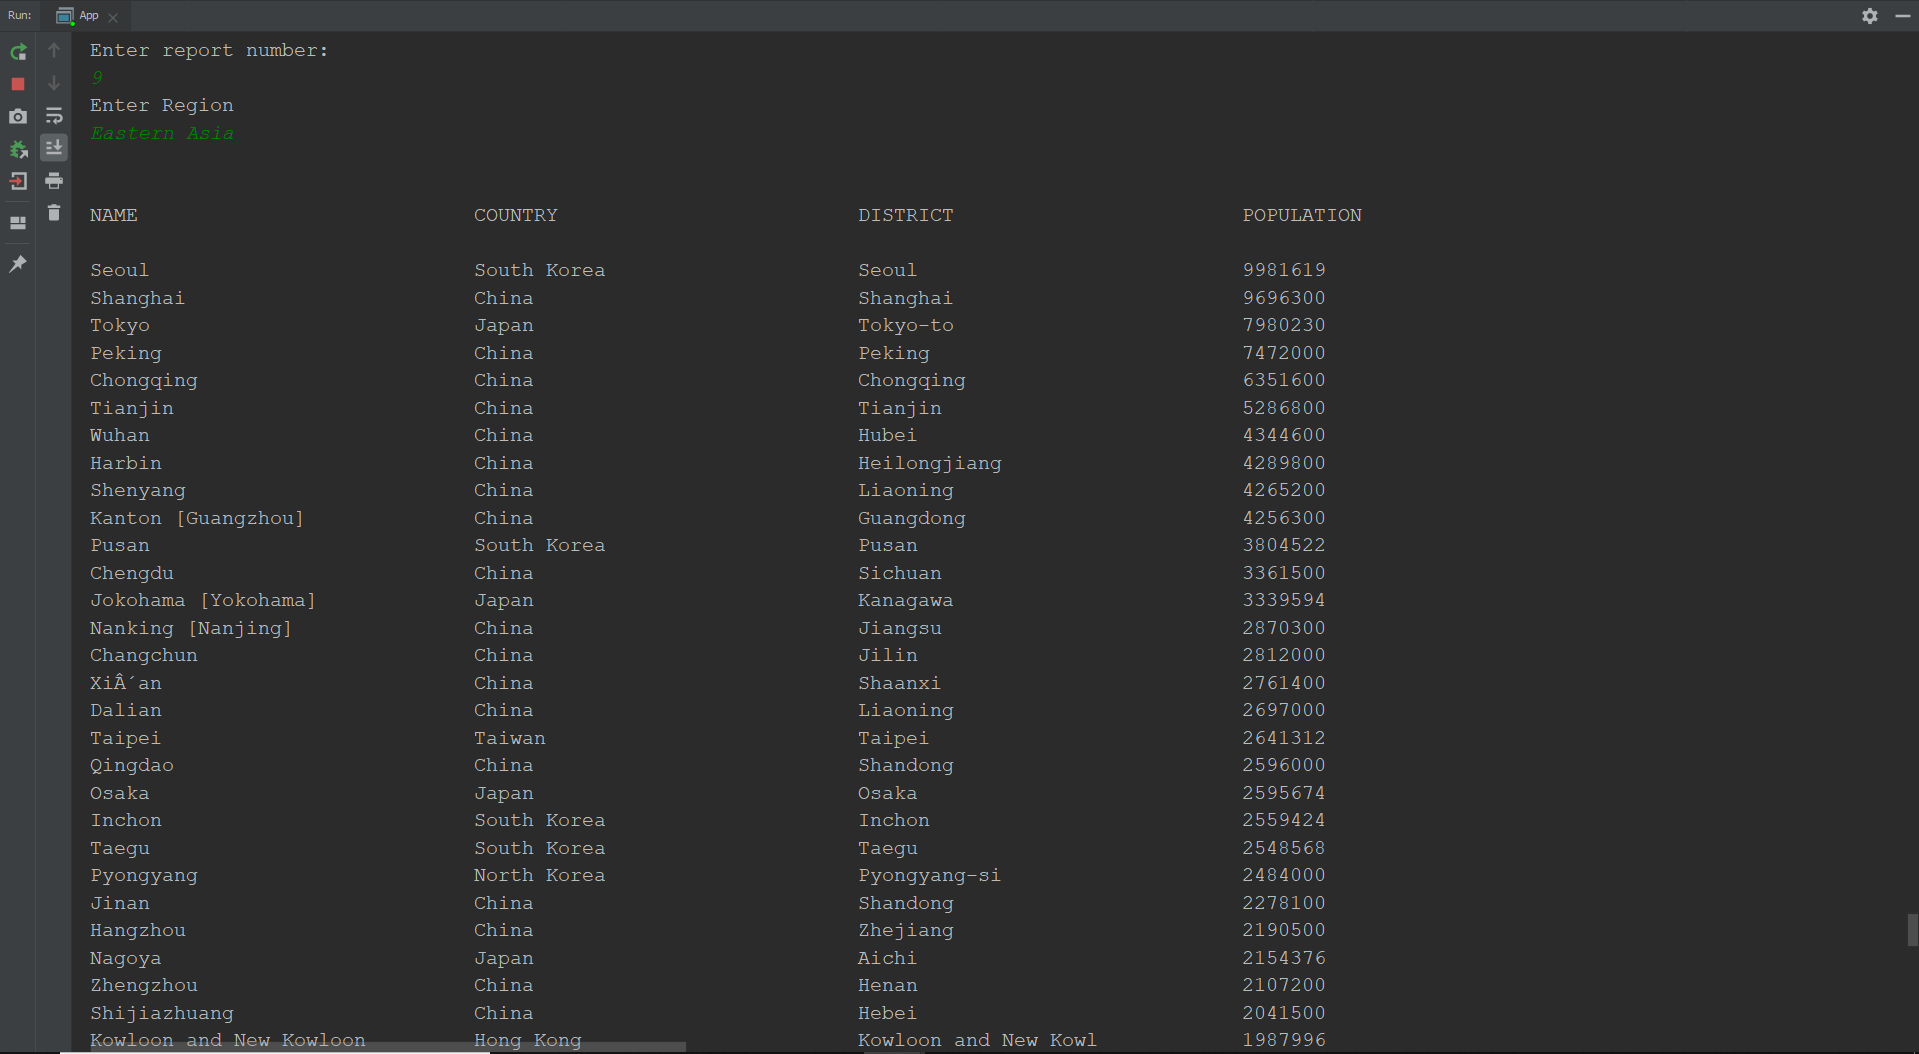 Run: App
Enter report number:
9
Enter Region
Eastern Asia
NAME COUNTRY DISTRICT POPULATION
Seoul South Korea Seoul 9981619
Shanghai China Shanghai 9696300
Tokyo Japan Tokyo-to 7980230
Peking China Peking 7472000
Chongqing China Chongqing 6351600
Tianjin China Tianjin 5286800
Wuhan China Hubei 4344600
Harbin China Heilongjiang 4289800
Shenyang China Liaoning 4265200
Kanton [Guangzhou] China Guangdong 4256300
Pusan South Korea Pusan 3804522
Chengdu China Sichuan 3361500
Jokohama [Yokohama] Japan Kanagawa 3339594
Nanking [Nanjing] China Jiangsu 2870300
Changchun China Jilin 2812000
XiÂ´an China Shaanxi 2761400
Dalian China Liaoning 2697000
Taipei Taiwan Taipei 2641312
Qingdao China Shandong 2596000
Osaka Japan Osaka 2595674
Inchon South Korea Inchon 2559424
Taegu South Korea Taegu 2548568
Pyongyang North Korea Pyongyang-si 2484000
Jinan China Shandong 2278100
Hangzhou China Zhejiang 2190500
Nagoya Japan Aichi 2154376
Zhengzhou China Henan 2107200
Shijiazhuang China Hebei 2041500
Kowloon and New Kowloon Hong Kong Kowloon and New Kowl 1987996